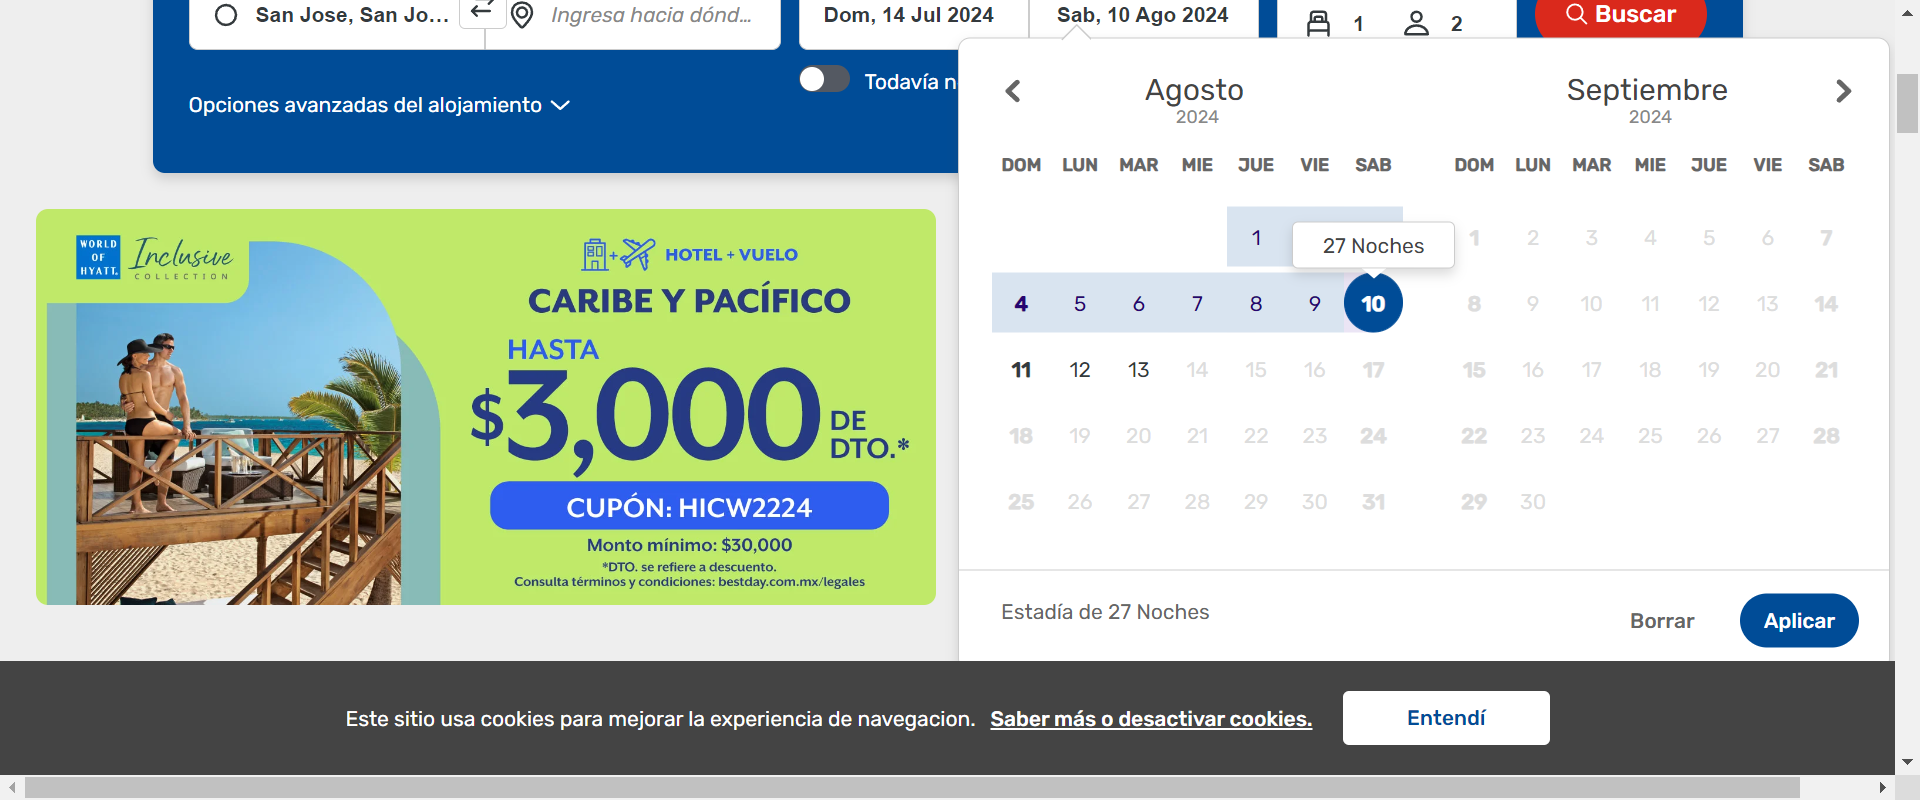 San Jose, San Jo...
Ingresa hacia dónd...
Dom, 14 Jul 2024
Sab, 10 Ago 2024
1
2
Buscar
Todavía n
Opciones avanzadas del alojamiento
Agosto
2024
DOM LUN MAR MIE JUE VIE SAB
1
27 Noches
4 5 6 7 8 9 10
11 12 13 14 15 16 17
18 19 20 21 22 23 24
25 26 27 28 29 30 31
Septiembre
2024
DOM LUN MAR MIE JUE VIE SAB
1 2 3 4 5 6 7
8 9 10 11 12 13 14
15 16 17 18 19 20 21
22 23 24 25 26 27 28
29 30
Estadía de 27 Noches
Borrar
Aplicar
WORLD
OF
HYATT.
Inclusive
COLLECTION
HOTEL + VUELO
CARIBE Y PACÍFICO
HASTA
$3,000
DE
DTO.*
CUPÓN: HICW2224
Monto mínimo: $30,000
*DTO. se refiere a descuento.
Consulta términos y condiciones: bestday.com.mx/legales
Este sitio usa cookies para mejorar la experiencia de navegacion. Saber más o desactivar cookies.
Entendí